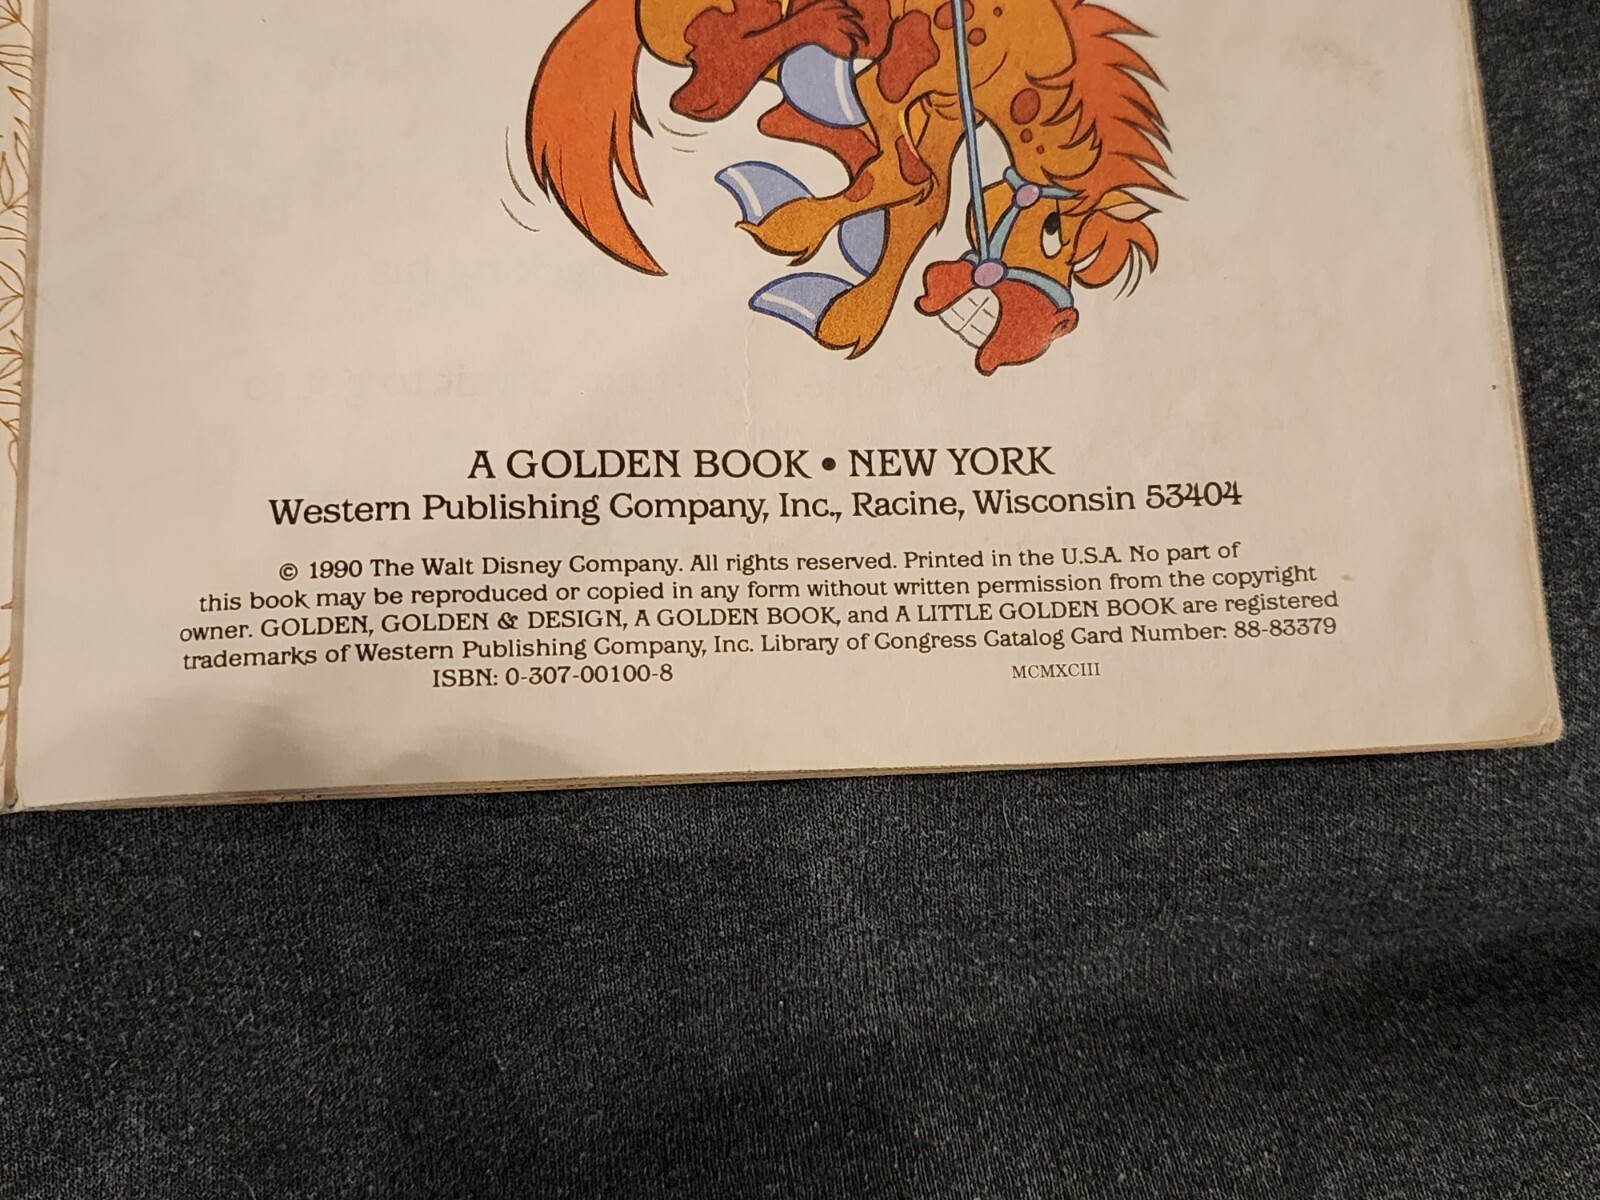 A GOLDEN BOOK • NEW YORK
Western Publishing Company, Inc., Racine, Wisconsin 53404
© 1990 The Walt Disney Company. All rights reserved. Printed in the U.S.A. No part of
this book may be reproduced or copied in any form without written permission from the copyright
owner. GOLDEN, GOLDEN & DESIGN, A GOLDEN BOOK, and A LITTLE GOLDEN BOOK are registered
trademarks of Western Publishing Company, Inc. Library of Congress Catalog Card Number: 88-83379
ISBN: 0-307-00100-8 MCMXCIII